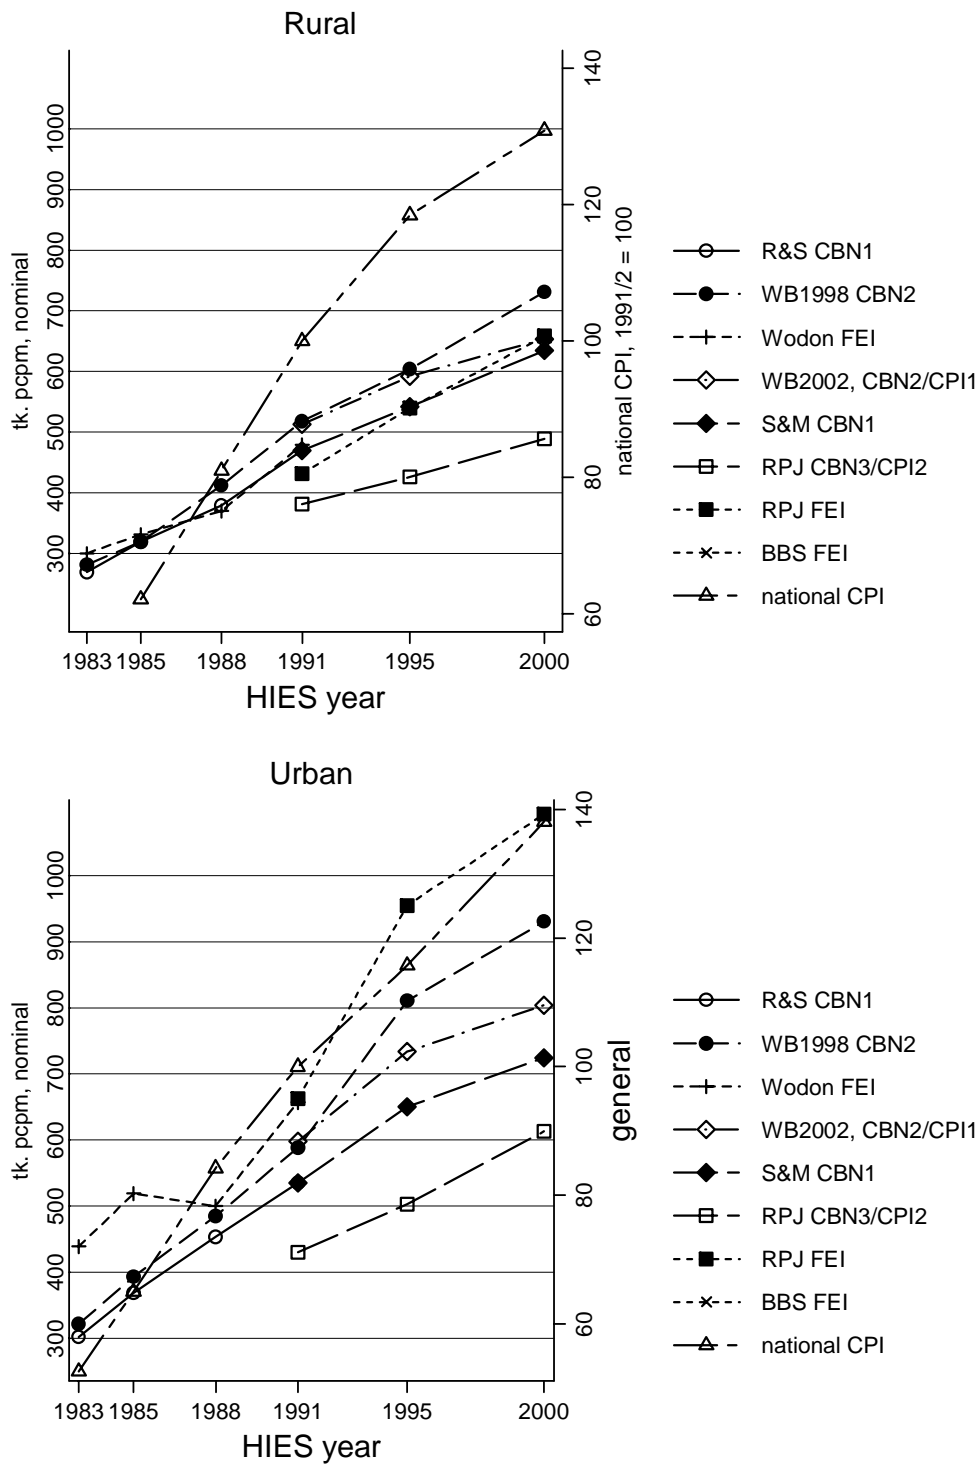 Rural
tk. pcpm, nominal
300 400 500 600 700 800 900 1000
national CPI, 1991/2 = 100
60 80 100 120 140
1983 1985 1988 1991 1995 2000
HIES year
R&S CBN1
WB1998 CBN2
Wodon FEI
WB2002, CBN2/CPI1
S&M CBN1
RPJ CBN3/CPI2
RPJ FEI
BBS FEI
national CPI
Urban
tk. pcpm, nominal
300 400 500 600 700 800 900 1000
general
60 80 100 120 140
1983 1985 1988 1991 1995 2000
HIES year
R&S CBN1
WB1998 CBN2
Wodon FEI
WB2002, CBN2/CPI1
S&M CBN1
RPJ CBN3/CPI2
RPJ FEI
BBS FEI
national CPI